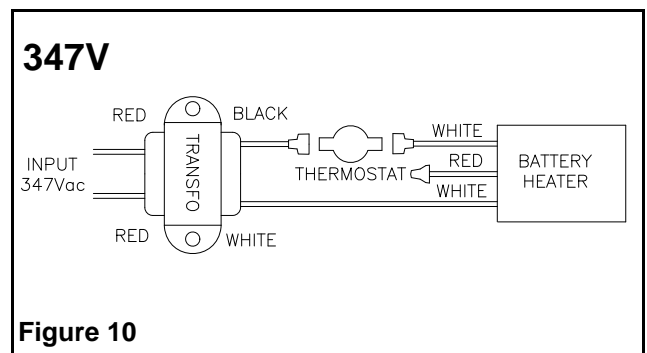 347V
RED
BLACK
TRANSFO
WHITE
INPUT
347Vac
THERMOSTAT
RED
BATTERY
HEATER
WHITE
RED
WHITE
Figure 10